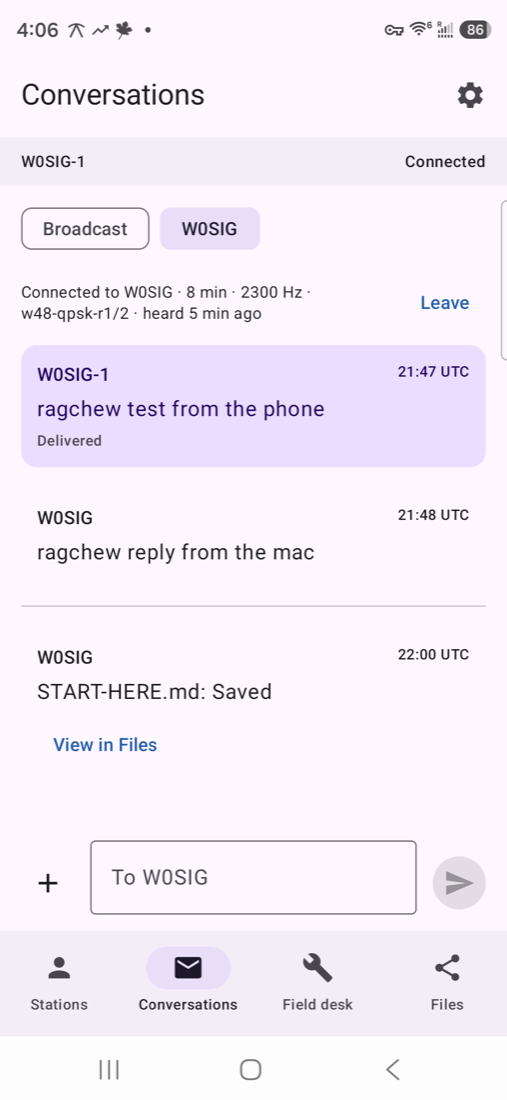 4:06
86
Conversations
W0SIG-1 Connected
Broadcast W0SIG
Connected to W0SIG · 8 min · 2300 Hz ·
w48-qpsk-r1/2 · heard 5 min ago
Leave
W0SIG-1 21:47 UTC
ragchew test from the phone
Delivered
W0SIG 21:48 UTC
ragchew reply from the mac
W0SIG 22:00 UTC
START-HERE.md: Saved
View in Files
To W0SIG
Stations Conversations Field desk Files